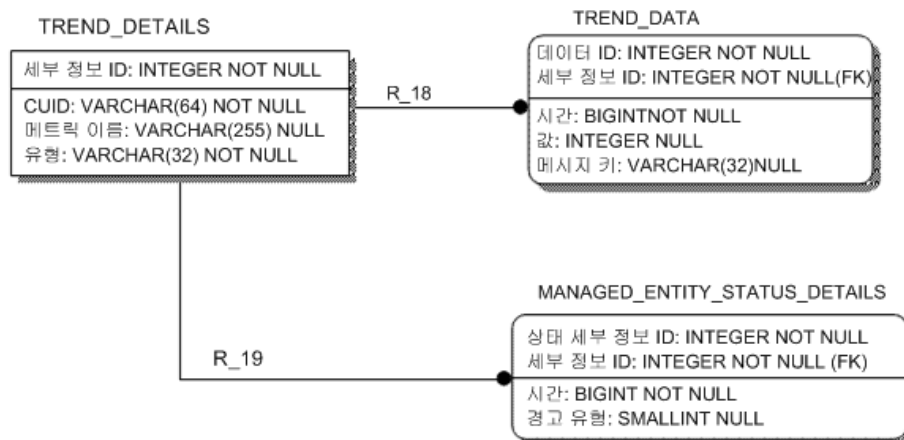 TREND_DETAILS
세부 정보 ID: INTEGER NOT NULL
CUID: VARCHAR(64) NOT NULL
메트릭 이름: VARCHAR(255) NULL
유형: VARCHAR(32) NOT NULL
R_18
TREND_DATA
데이터 ID: INTEGER NOT NULL
세부 정보 ID: INTEGER NOT NULL(FK)
시간: BIGINTNOT NULL
값: INTEGER NULL
메시지 키: VARCHAR(32)NULL
R_19
MANAGED_ENTITY_STATUS_DETAILS
상태 세부 정보 ID: INTEGER NOT NULL
세부 정보 ID: INTEGER NOT NULL (FK)
시간: BIGINT NOT NULL
경고 유형: SMALLINT NULL